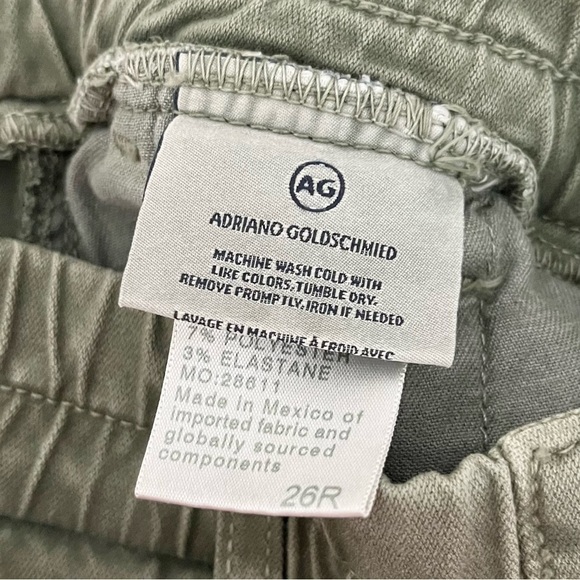 AG
ADRIANO GOLDSCHMIED
MACHINE WASH COLD WITH
LIKE COLORS, TUMBLE DRY.
REMOVE PROMPTLY, IRON IF NEEDED
LAVAGE EN MACHINE À FROID AVEC
7% POLYESTER
3% ELASTANE
MO:28611
Made in Mexico of
imported fabric and
globally sourced
components
26R